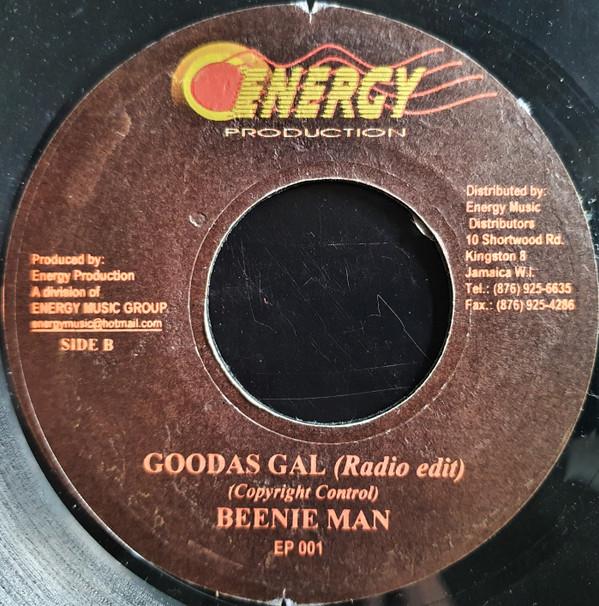 ENERGY
PRODUCTION
Distributed by:
Energy Music
Distributors
10 Shortwood Rd.
Kingston 8
Jamaica W.I.
Tel.: (876) 925-6635
Fax.: (876) 925-4286
Produced by:
Energy Production
A division of
ENERGY MUSIC GROUP
energymusic@hotmail.com
SIDE B
GOODAS GAL (Radio edit)
(Copyright Control)
BEENIE MAN
EP 001